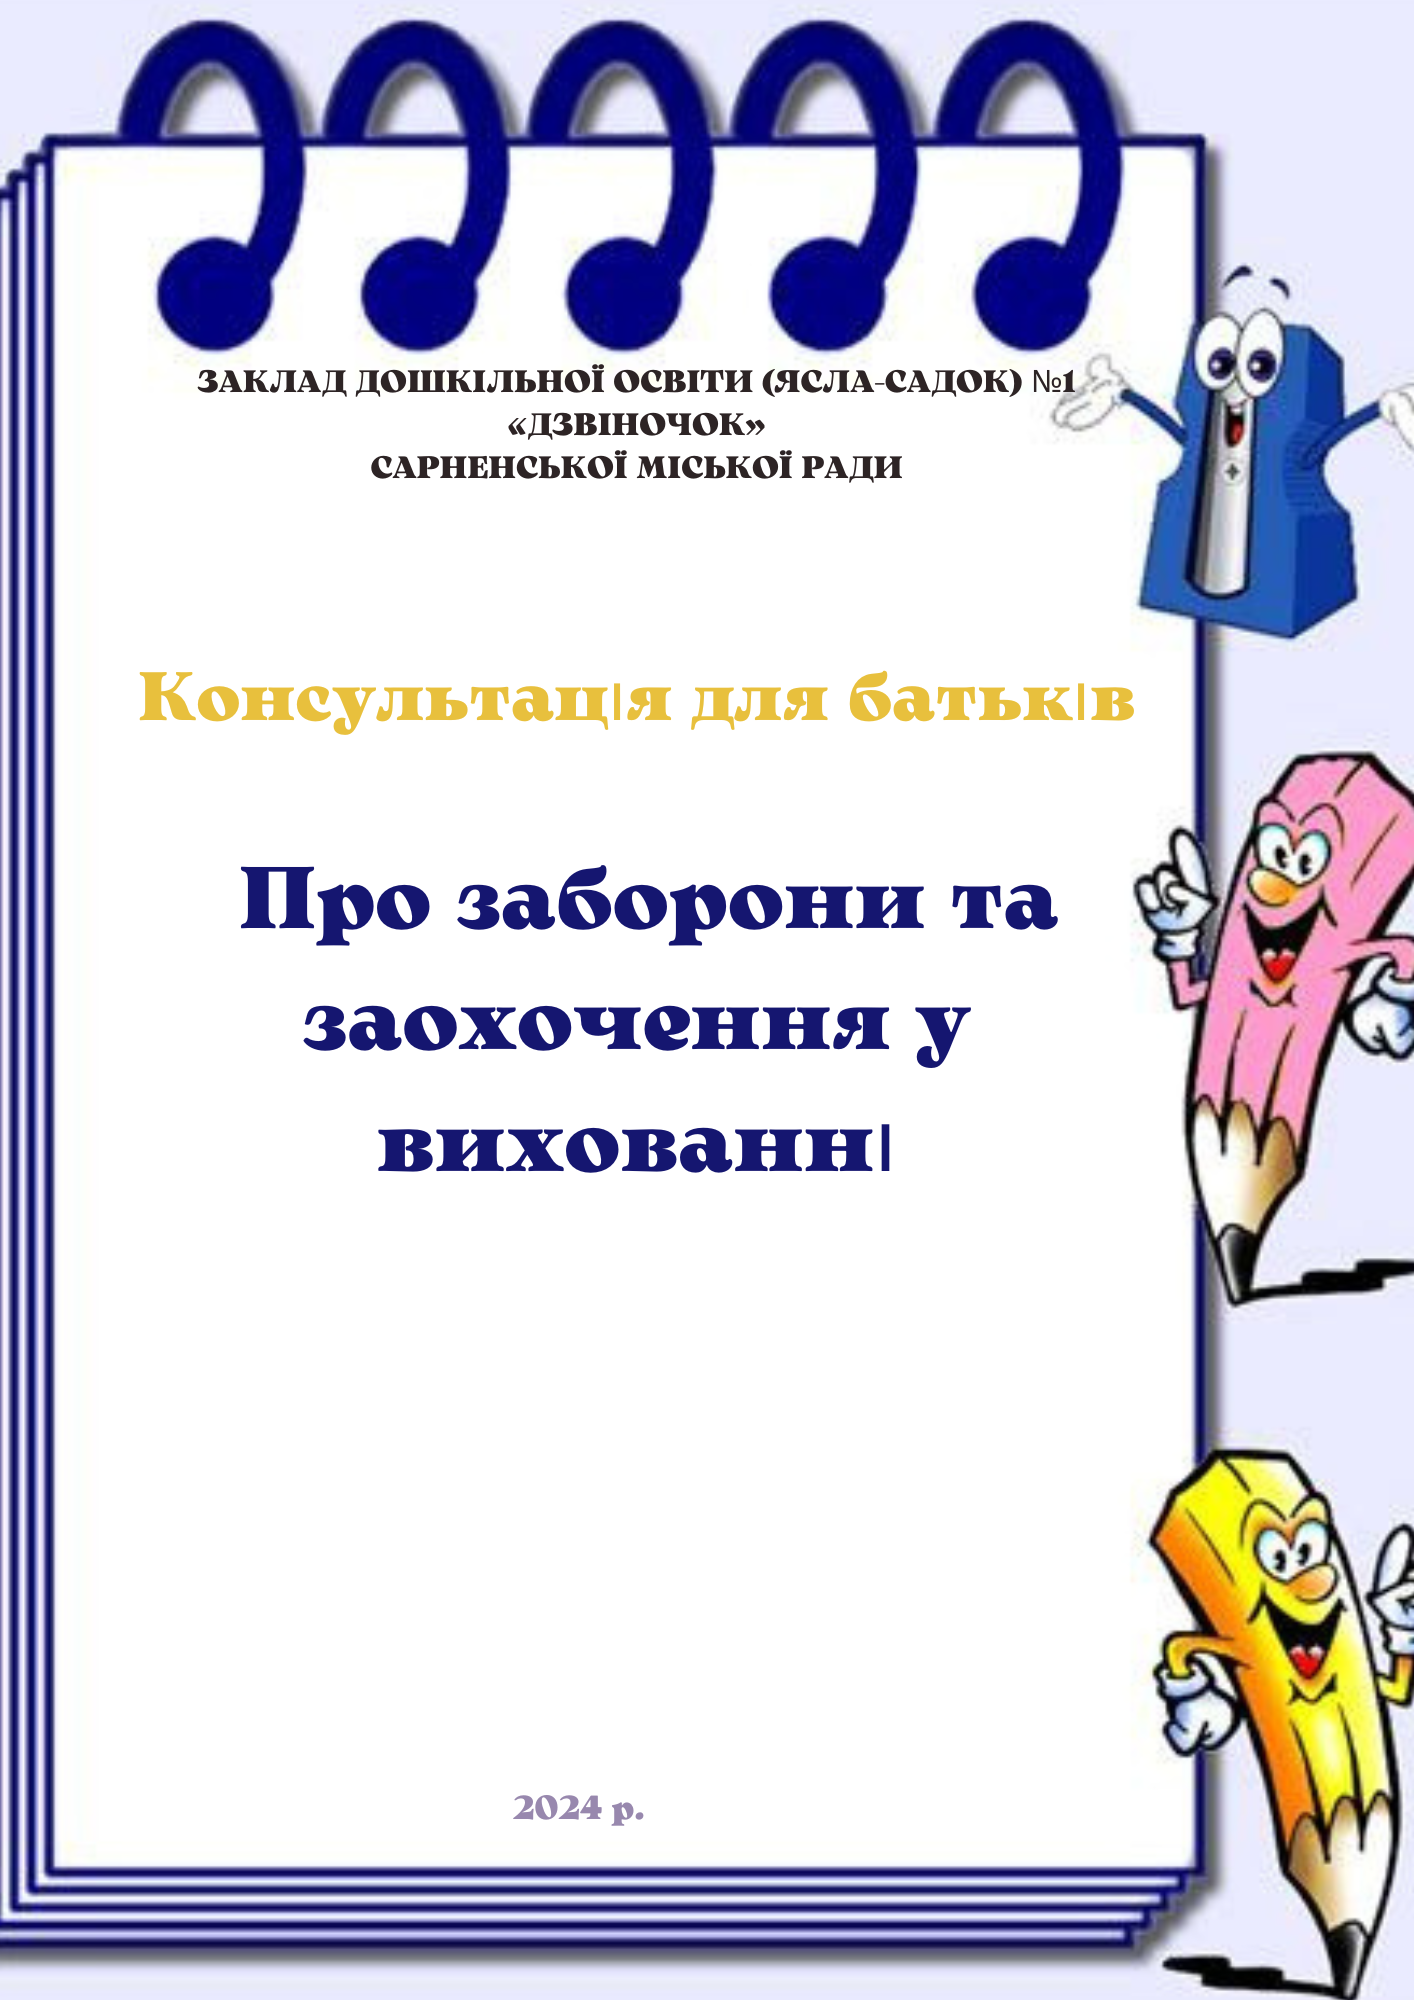 ЗАКЛАД ДОШКІЛЬНОЇ ОСВІТИ (ЯСЛА-САДОК) №1
«ДЗВІНОЧОК»
САРНЕНСЬКОЇ МІСЬКОЇ РАДИ
Консультація для батьків
Про заборони та
заохочення у
вихованні
2024 р.